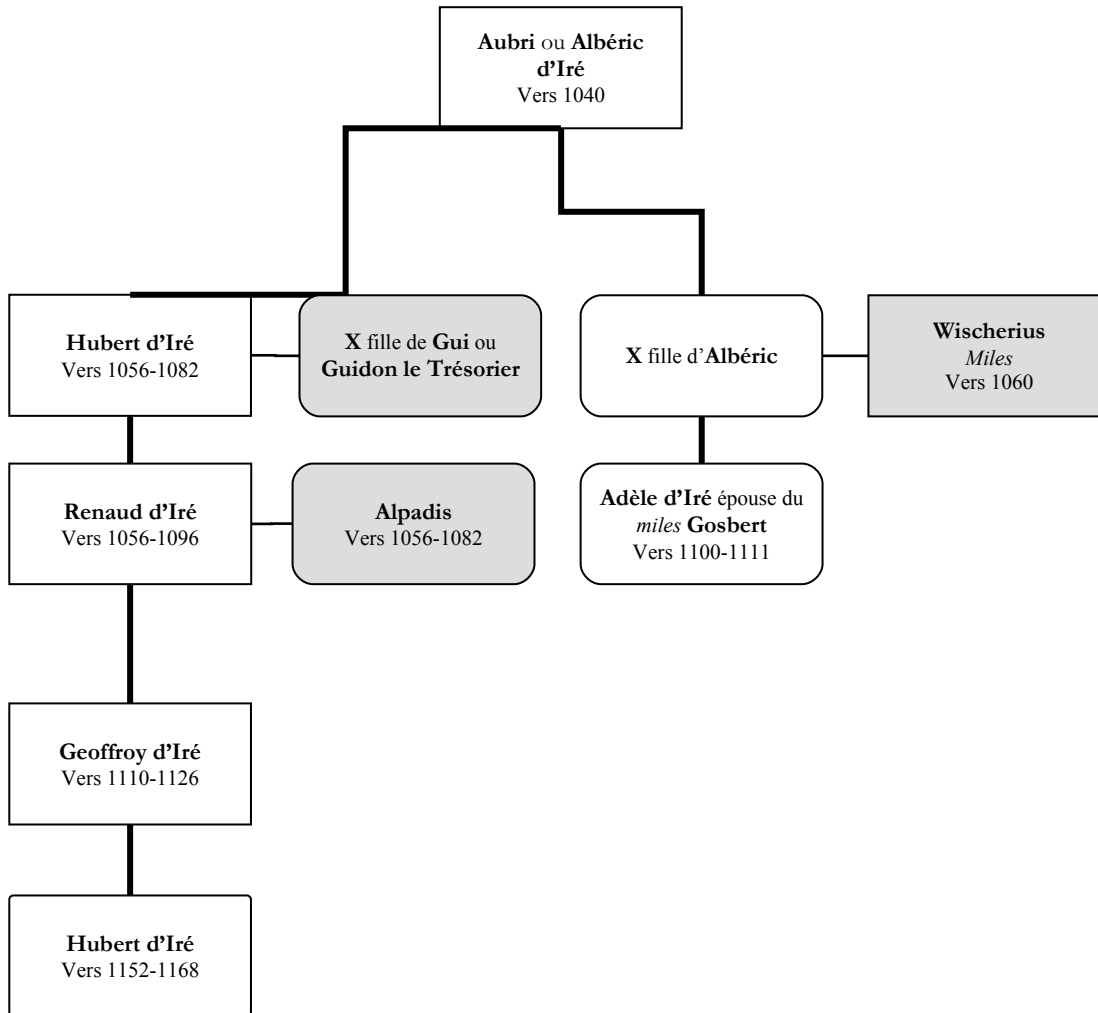 Aubri ou Albéric
d’Iré
Vers 1040
Hubert d’Iré
Vers 1056-1082
X fille de Gui ou
Guidon le Trésorier
X fille d’Albéric
Wischerius
Miles
Vers 1060
Renaud d’Iré
Vers 1056-1096
Alpadis
Vers 1056-1082
Adèle d’Iré épouse du
miles Gosbert
Vers 1100-1111
Geoffroy d’Iré
Vers 1110-1126
Hubert d’Iré
Vers 1152-1168